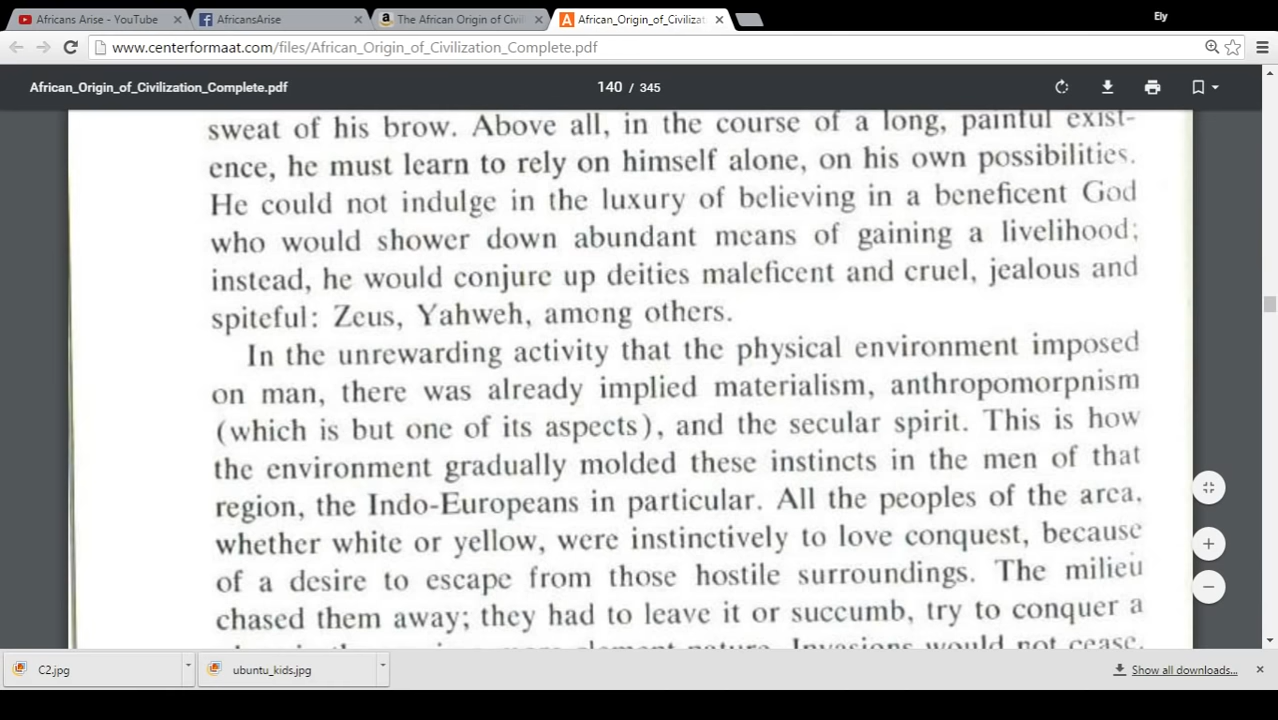 Africans Arise - YouTube
AfricansArise
The African Origin of Civil
African_Origin_of_Civiliza
Ely
www.centerformaat.com/files/African_Origin_of_Civilization_Complete.pdf
African_Origin_of_Civilization_Complete.pdf
140 / 345
sweat of his brow. Above all, in the course of a long, painful exist-
ence, he must learn to rely on himself alone, on his own possibilities.
He could not indulge in the luxury of believing in a beneficent God
who would shower down abundant means of gaining a livelihood;
instead, he would conjure up deities maleficent and cruel, jealous and
spiteful: Zeus, Yahweh, among others.
In the unrewarding activity that the physical environment imposed
on man, there was already implied materialism, anthropomorpnism
(which is but one of its aspects), and the secular spirit. This is how
the environment gradually molded these instincts in the men of that
region, the Indo-Europeans in particular. All the peoples of the area,
whether white or yellow, were instinctively to love conquest, because
of a desire to escape from those hostile surroundings. The milieu
chased them away; they had to leave it or succumb, try to conquer a
nature. Invasions would not cease.
C2.jpg
ubuntu_kids.jpg
Show all downloads...